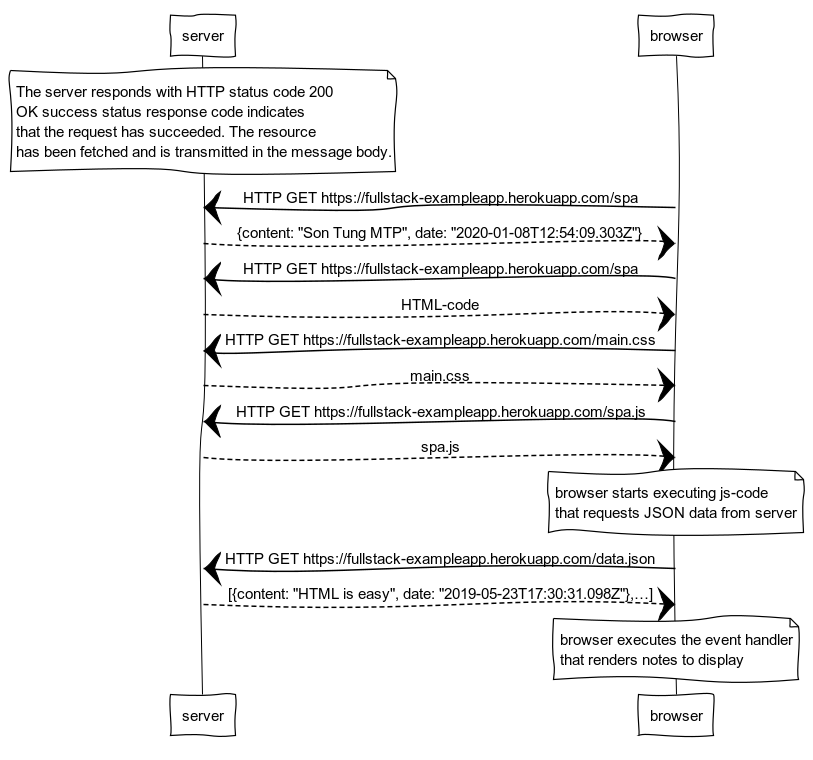 server
browser
The server responds with HTTP status code 200
OK success status response code indicates
that the request has succeeded. The resource
has been fetched and is transmitted in the message body.
HTTP GET https://fullstack-exampleapp.herokuapp.com/spa
{content: "Son Tung MTP", date: "2020-01-08T12:54:09.303Z"}
HTTP GET https://fullstack-exampleapp.herokuapp.com/spa
HTML-code
HTTP GET https://fullstack-exampleapp.herokuapp.com/main.css
main.css
HTTP GET https://fullstack-exampleapp.herokuapp.com/spa.js
spa.js
browser starts executing js-code
that requests JSON data from server
HTTP GET https://fullstack-exampleapp.herokuapp.com/data.json
[{content: "HTML is easy", date: "2019-05-23T17:30:31.098Z"},...]
browser executes the event handler
that renders notes to display
server
browser